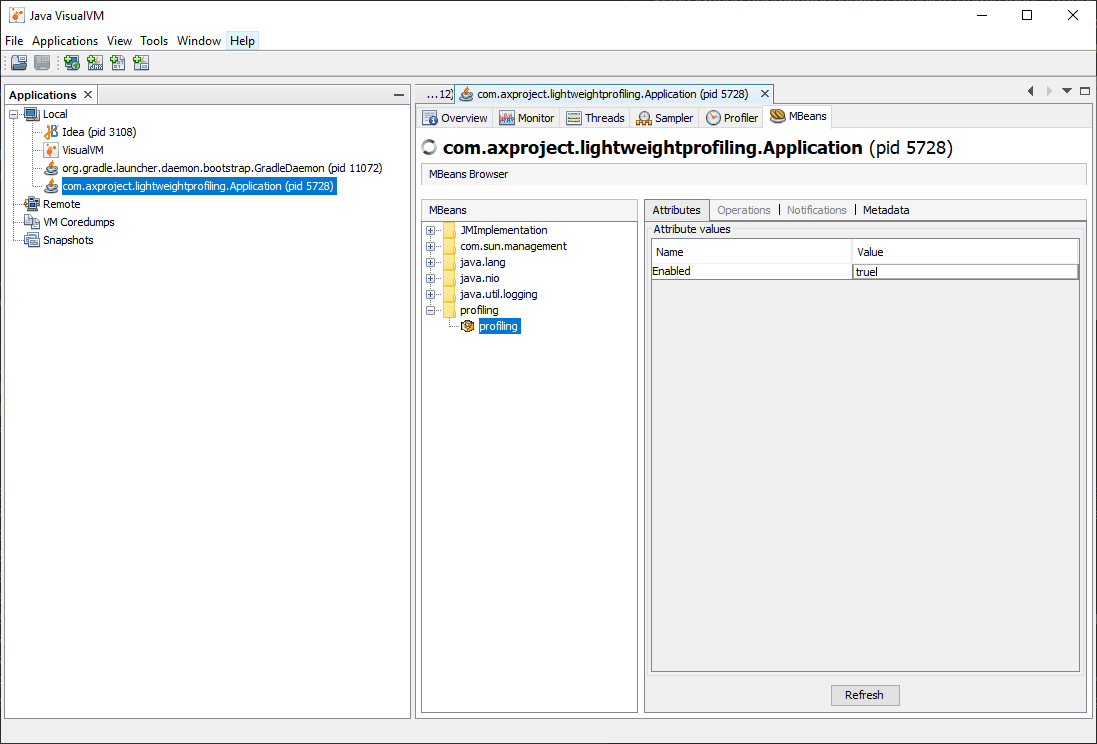 Java VisualVM
File Applications View Tools Window Help
Applications
Local
Idea (pid 3108)
VisualVM
org.gradle.launcher.daemon.bootstrap.GradleDaemon (pid 11072)
com.axproject.lightweightprofiling.Application (pid 5728)
Remote
VM Coredumps
Snapshots
...12) com.axproject.lightweightprofiling.Application (pid 5728)
Overview Monitor Threads Sampler Profiler MBeans
com.axproject.lightweightprofiling.Application (pid 5728)
MBeans Browser
MBeans
JMImplementation
com.sun.management
java.lang
java.nio
java.util.logging
profiling
profiling
Attributes Operations Notifications Metadata
Attribute values
Name Value
Enabled true
Refresh